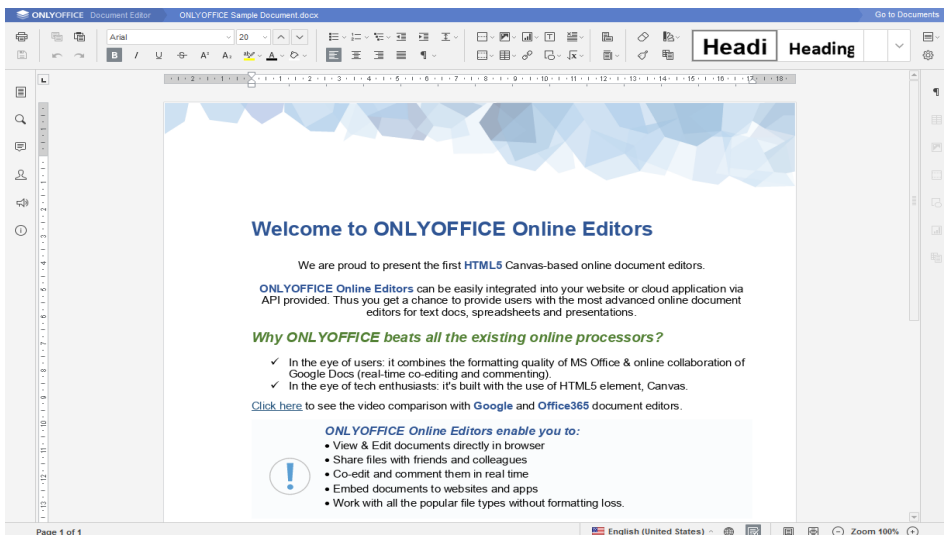 ONLYOFFICE Document Editor ONLYOFFICE Sample Document.docx Go to Documents
Arial 20
Headi Heading
Welcome to ONLYOFFICE Online Editors
We are proud to present the first HTML5 Canvas-based online document editors.
ONLYOFFICE Online Editors can be easily integrated into your website or cloud application via
API provided. Thus you get a chance to provide users with the most advanced online document
editors for text docs, spreadsheets and presentations.
Why ONLYOFFICE beats all the existing online processors?
✓ In the eye of users: it combines the formatting quality of MS Office & online collaboration of
Google Docs (real-time co-editing and commenting).
✓ In the eye of tech enthusiasts: it's built with the use of HTML5 element, Canvas.
Click here to see the video comparison with Google and Office365 document editors.
ONLYOFFICE Online Editors enable you to:
• View & Edit documents directly in browser
• Share files with friends and colleagues
• Co-edit and comment them in real time
• Embed documents to websites and apps
• Work with all the popular file types without formatting loss.
Page 1 of 1 English (United States) Zoom 100%